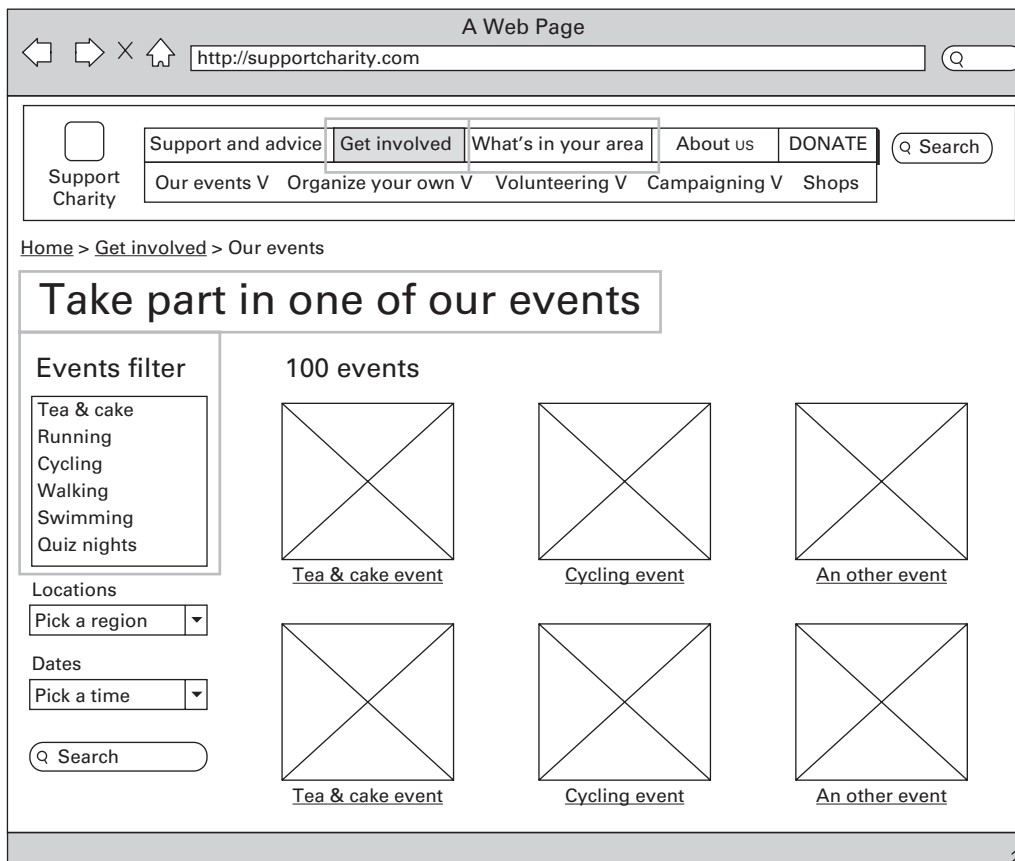 A Web Page
http://supportcharity.com
Support and advice Get involved What's in your area About us DONATE
Search
Support
Charity
Our events V Organize your own V Volunteering V Campaigning V Shops
Home > Get involved > Our events
Take part in one of our events
Events filter
Tea & cake
Running
Cycling
Walking
Swimming
Quiz nights
Locations
Pick a region
Dates
Pick a time
Search
100 events
Tea & cake event Cycling event An other event
Tea & cake event Cycling event An other event